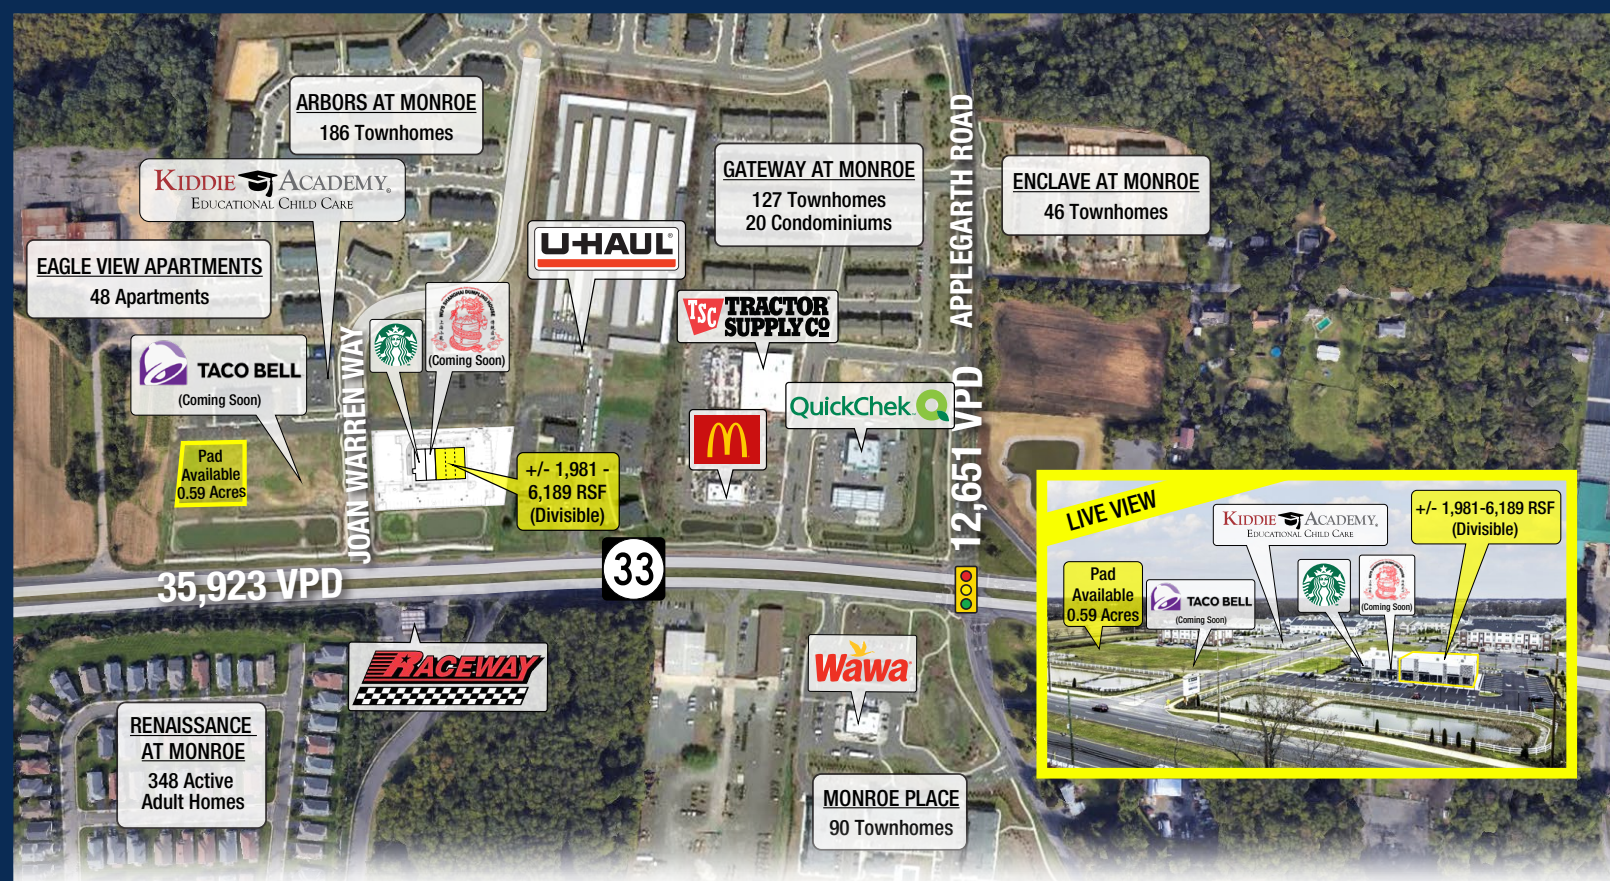 ARBORS AT MONROE
186 Townhomes
KIDDIE ACADEMY®
EDUCATIONAL CHILD CARE
EAGLE VIEW APARTMENTS
48 Apartments
U-HAUL®
GATEWAY AT MONROE
127 Townhomes
20 Condominiums
APPLEGARTH ROAD
12,651 VPD
ENCLAVE AT MONROE
46 Townhomes
TSC TRACTOR
SUPPLY CO
(Coming Soon)
TACO BELL
(Coming Soon)
JOAN WARREN WAY
QuickChek
Pad
Available
0.59 Acres
+/- 1,981 -
6,189 RSF
(Divisible)
35,923 VPD
33
RACEWAY
Wawa
RENAISSANCE
AT MONROE
348 Active
Adult Homes
MONROE PLACE
90 Townhomes
LIVE VIEW
KIDDIE ACADEMY®
EDUCATIONAL CHILD CARE
+/- 1,981-6,189 RSF
(Divisible)
Pad
Available
0.59 Acres
TACO BELL
(Coming Soon)
(Coming Soon)